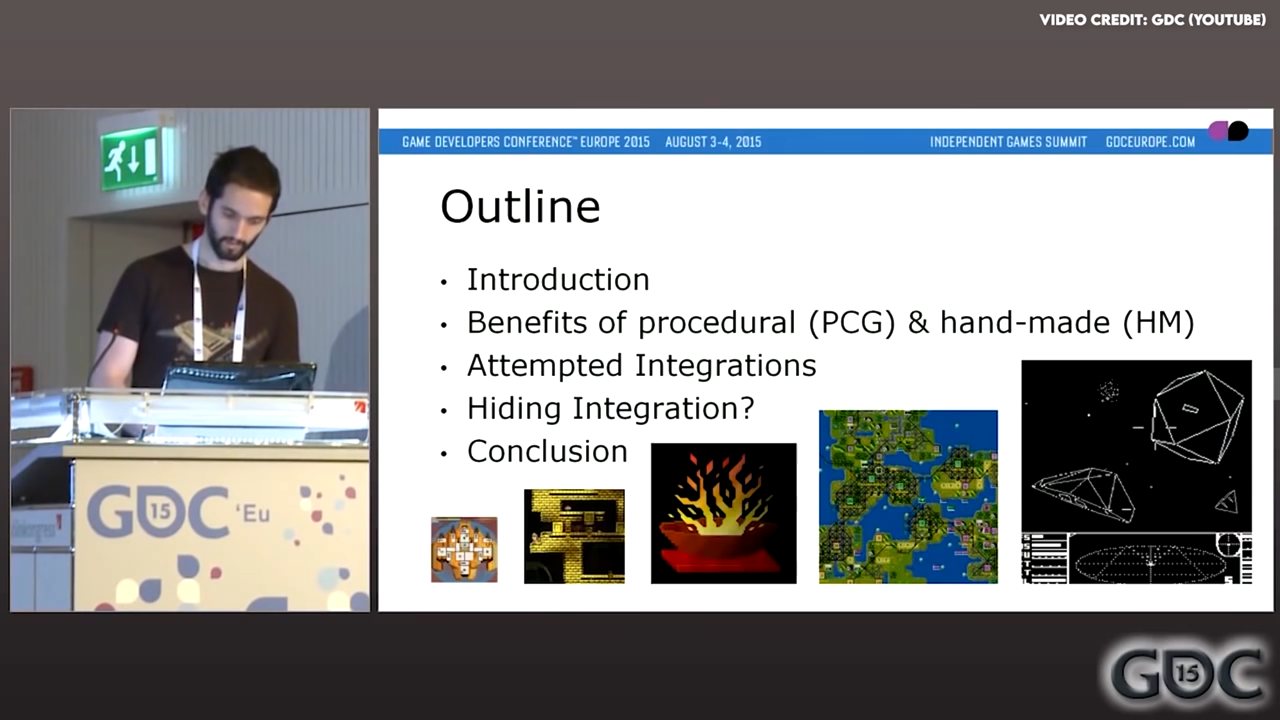 VIDEO CREDIT: GDC (YOUTUBE)
GAME DEVELOPERS CONFERENCE™ EUROPE 2015 AUGUST 3-4, 2015 INDEPENDENT GAMES SUMMIT GDCEUROPE.COM
Outline
• Introduction
• Benefits of procedural (PCG) & hand-made (HM)
• Attempted Integrations
• Hiding Integration?
• Conclusion
GDC 15 'Eu
GDC 15